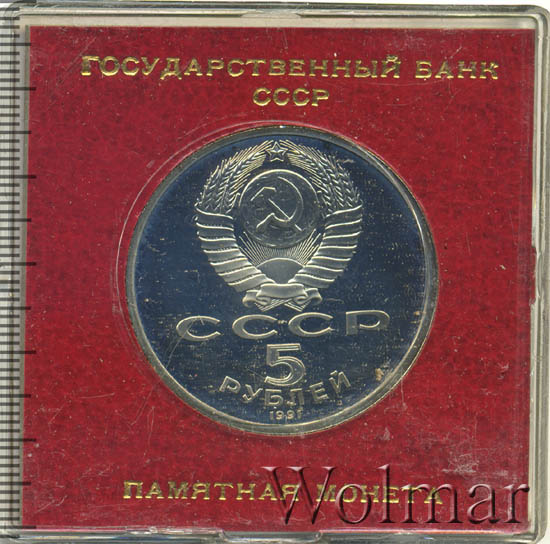 ГОСУДАРСТВЕННЫЙ БАНК
СССР
СССР
5
РУБЛЕЙ
1991
ПАМЯТНАЯ МОНЕТА
Wolmar